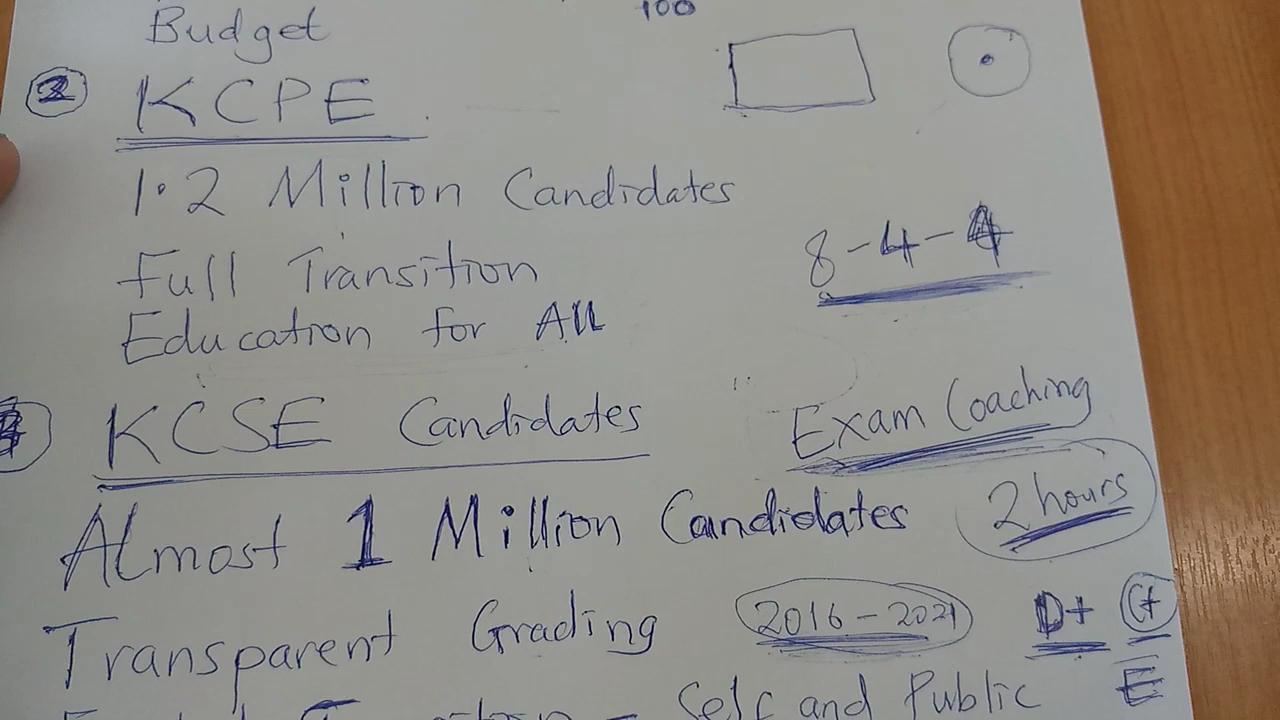 100
Budget
2 KCPE
1.2 Million Candidates
8-4-4
Full Transition
Education for All
KCSE Candidates
Exam Coaching
2 hours
Almost 1 Million Candidates
Transparent Grading 2016-2021 D+ C+
Self and Public E